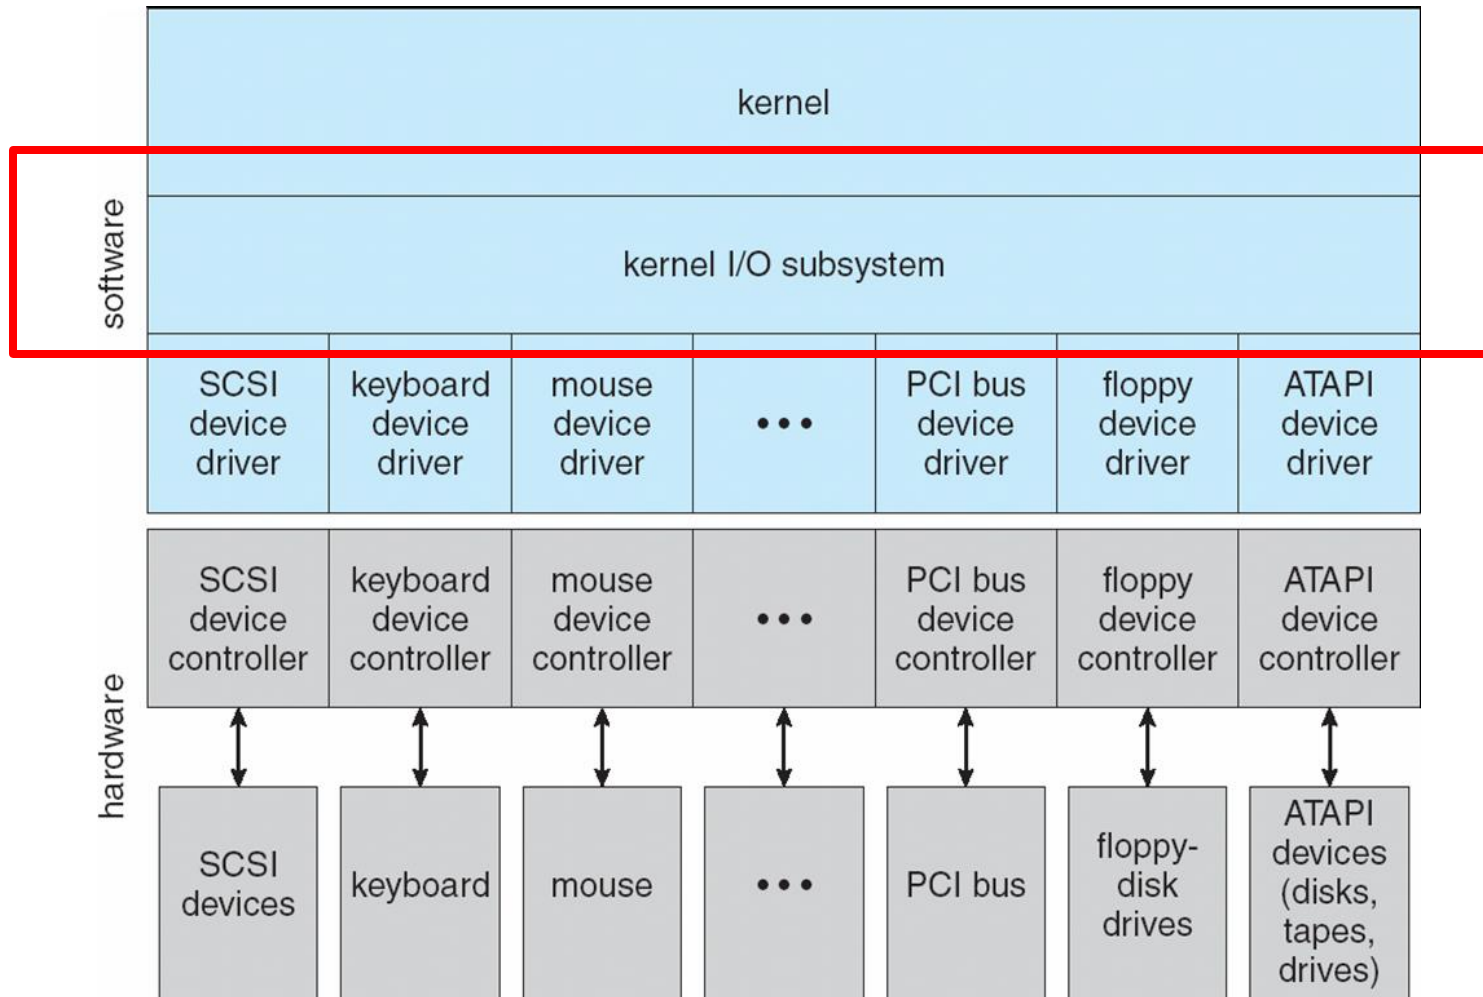 kernel
software
kernel I/O subsystem
SCSI
device
driver
keyboard
device
driver
mouse
device
driver
•••
PCI bus
device
driver
floppy
device
driver
ATAPI
device
driver
hardware
SCSI
device
controller
keyboard
device
controller
mouse
device
controller
•••
PCI bus
device
controller
floppy
device
controller
ATAPI
device
controller
SCSI
devices
keyboard
mouse
•••
PCI bus
floppy-
disk
drives
ATAPI
devices
(disks,
tapes,
drives)